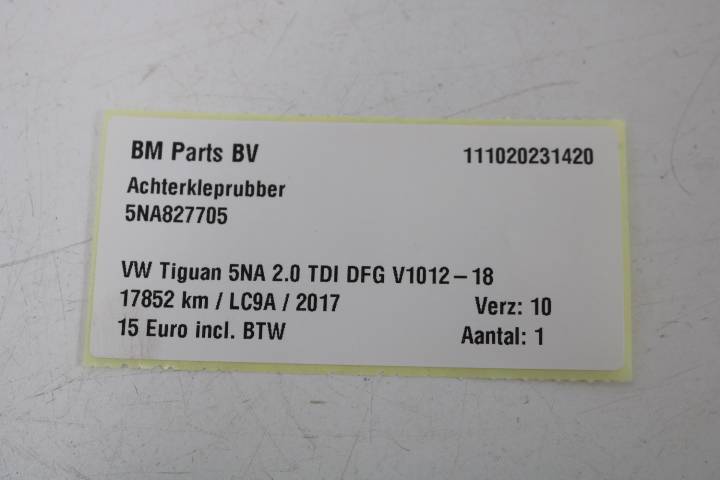 BM Parts BV 111020231420
Achterkleprubber
5NA827705
VW Tiguan 5NA 2.0 TDI DFG V1012-18
17852 km / LC9A / 2017 Verz: 10
15 Euro incl. BTW Aantal: 1